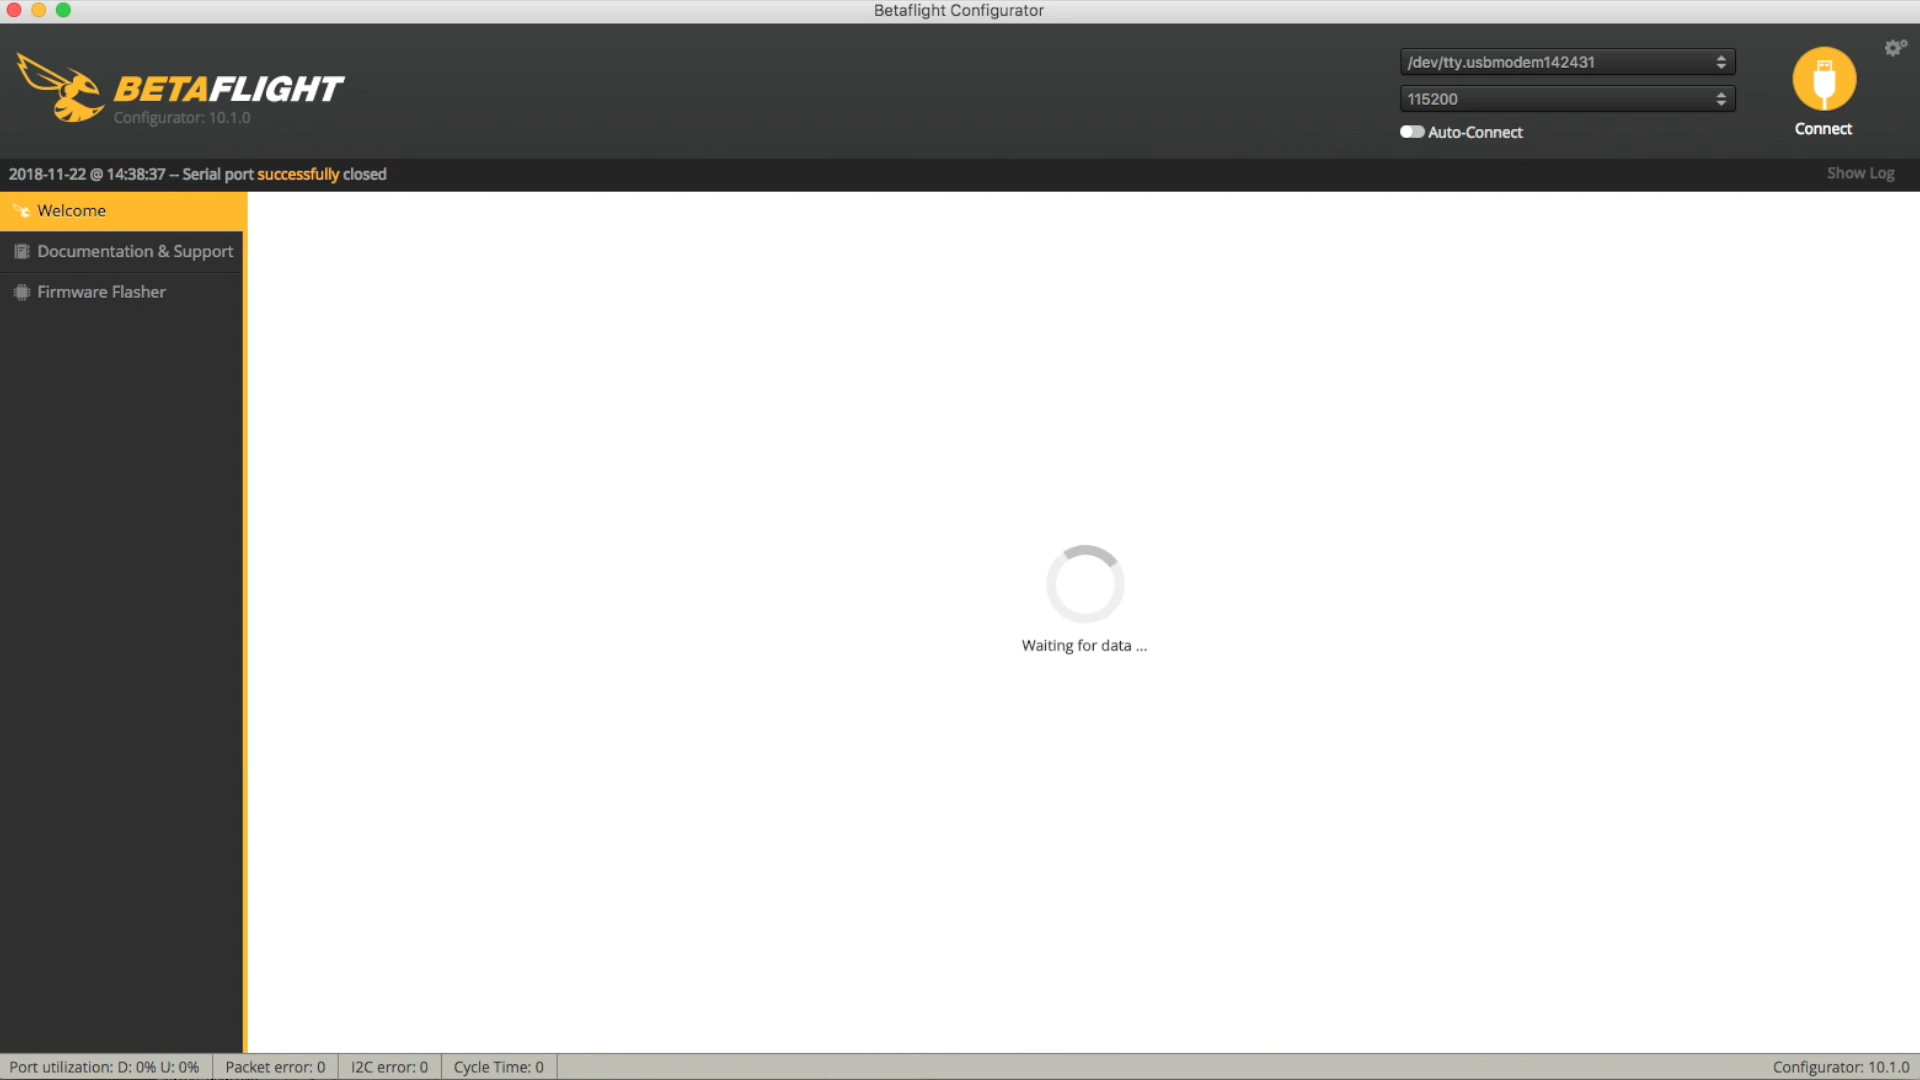 Betaflight Configurator
BETAFLIGHT
Configurator: 10.1.0
/dev/tty.usbmodem142431
115200
Auto-Connect
Connect
2018-11-22 @ 14:38:37 -- Serial port successfully closed
Show Log
Welcome
Documentation & Support
Firmware Flasher
Waiting for data ...
Port utilization: D: 0% U: 0%
Packet error: 0
I2C error: 0
Cycle Time: 0
Configurator: 10.1.0